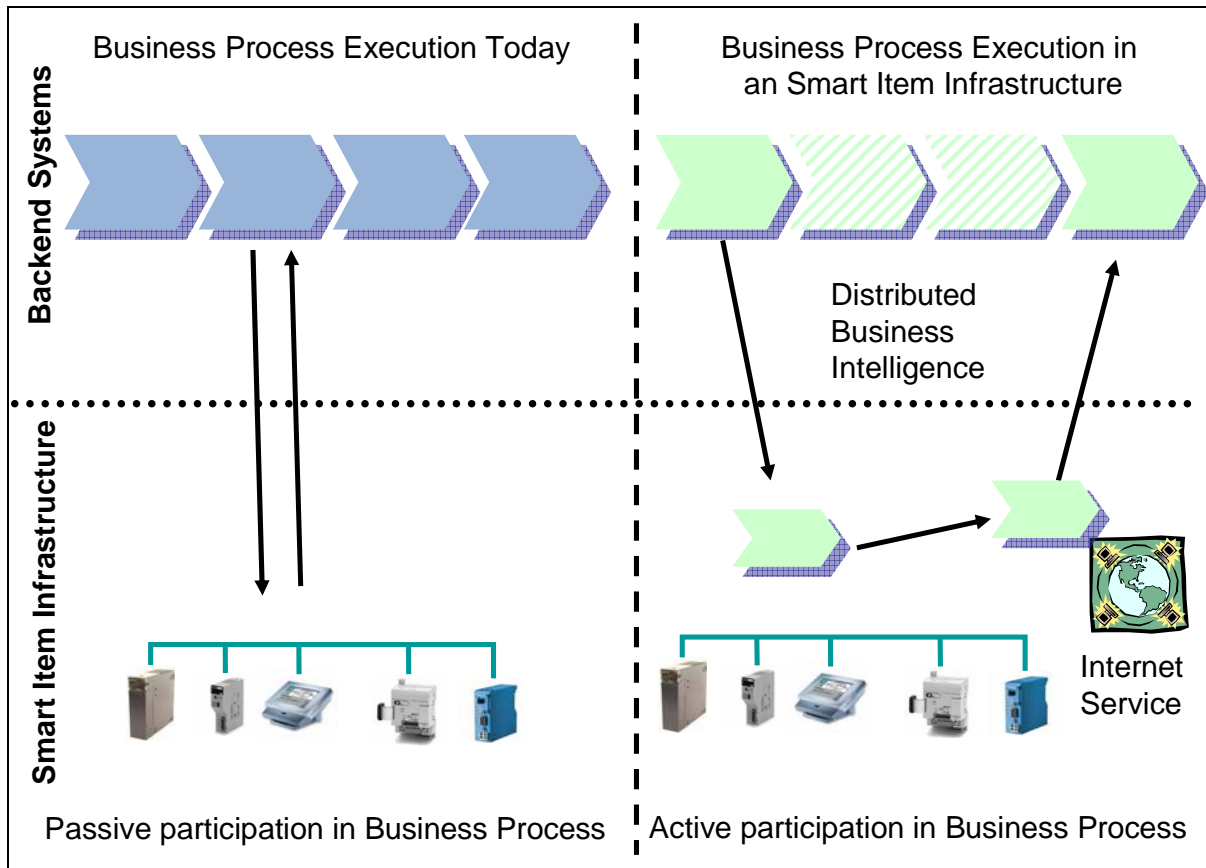 Business Process Execution Today
Business Process Execution in
an Smart Item Infrastructure
Backend Systems
Distributed
Business
Intelligence
Smart Item Infrastructure
Internet
Service
Passive participation in Business Process
Active participation in Business Process